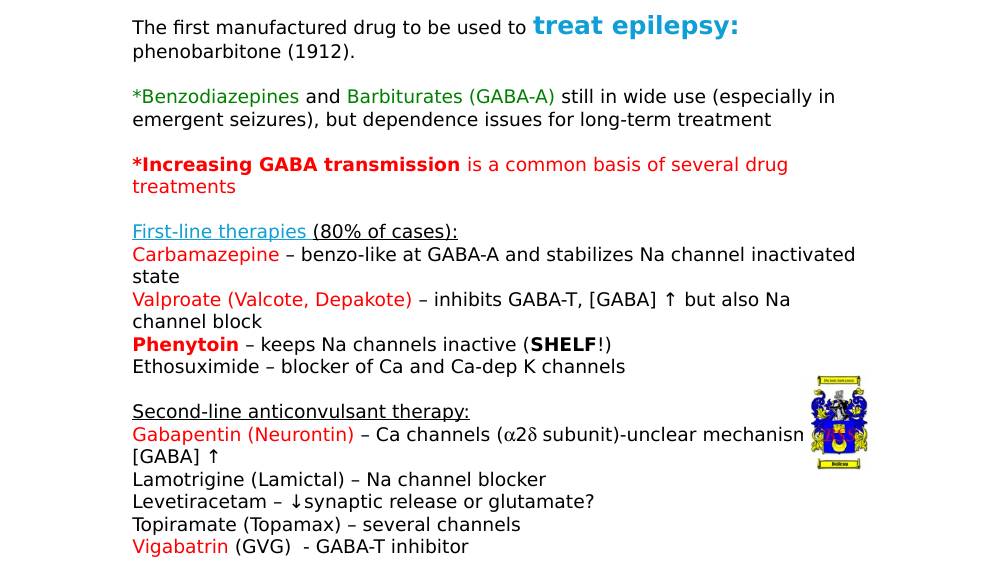 The first manufactured drug to be used to treat epilepsy:
phenobarbitone (1912).
*Benzodiazepines and Barbiturates (GABA-A) still in wide use (especially in
emergent seizures), but dependence issues for long-term treatment
*Increasing GABA transmission is a common basis of several drug
treatments
First-line therapies (80% of cases):
Carbamazepine – benzo-like at GABA-A and stabilizes Na channel inactivated
state
Valproate (Valcote, Depakote) – inhibits GABA-T, [GABA] ↑ but also Na
channel block
Phenytoin – keeps Na channels inactive (SHELF!)
Ethosuximide – blocker of Ca and Ca-dep K channels
Second-line anticonvulsant therapy:
Gabapentin (Neurontin) – Ca channels (α2δ subunit)-unclear mechanisn
[GABA] ↑
Lamotrigine (Lamictal) – Na channel blocker
Levetiracetam – ↓synaptic release or glutamate?
Topiramate (Topamax) – several channels
Vigabatrin (GVG)  - GABA-T inhibitor